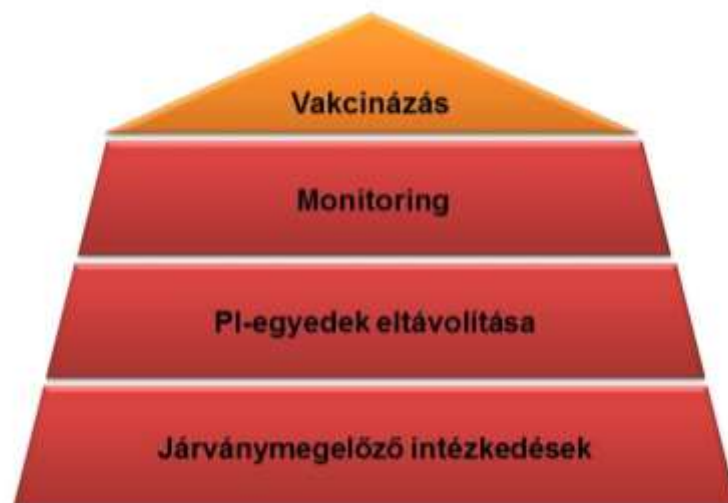 Vakcinázás
Monitoring
PI-egyedek eltávolítása
Járványmegelőző intézkedések